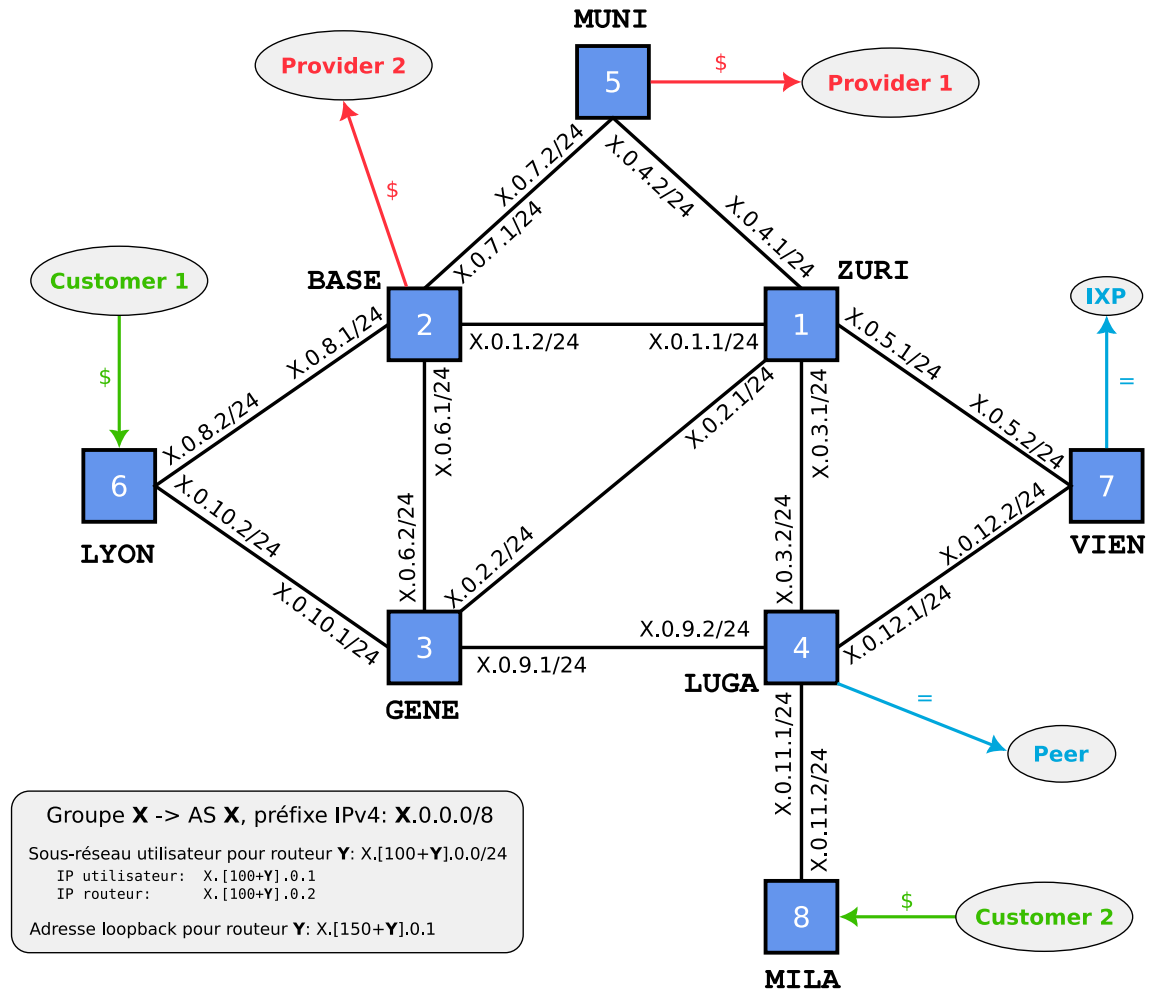 MUNI
5
$
Provider 1
Provider 2
$
X.0.7.2/24
X.0.7.1/24
X.0.4.2/24
X.0.4.1/24
Customer 1
$
BASE
2
ZURI
1
IXP
=
X.0.1.2/24
X.0.1.1/24
X.0.8.1/24
X.0.8.2/24
X.0.6.1/24
X.0.6.2/24
X.0.2.1/24
X.0.2.2/24
X.0.3.1/24
X.0.3.2/24
X.0.5.1/24
X.0.5.2/24
6
LYON
7
VIEN
X.0.10.2/24
X.0.10.1/24
X.0.12.2/24
X.0.12.1/24
3
GENE
X.0.9.1/24
X.0.9.2/24
4
LUGA
=
Peer
X.0.11.1/24
X.0.11.2/24
8
MILA
$
Customer 2
Groupe X -> AS X, préfixe IPv4: X.0.0.0/8
Sous-réseau utilisateur pour routeur Y: X.[100+Y].0.0/24
IP utilisateur: X.[100+Y].0.1
IP routeur: X.[100+Y].0.2
Adresse loopback pour routeur Y: X.[150+Y].0.1